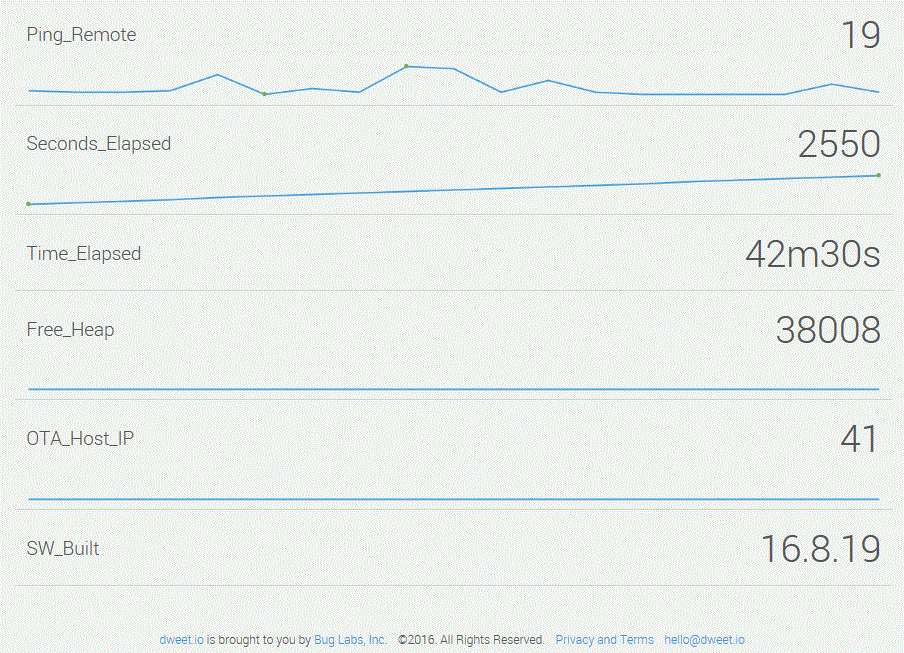 Ping_Remote 19
Seconds_Elapsed 2550
Time_Elapsed 42m30s
Free_Heap 38008
OTA_Host_IP 41
SW_Built 16.8.19
dweet.io is brought to you by Bug Labs, Inc. ©2016. All Rights Reserved. Privacy and Terms hello@dweet.io